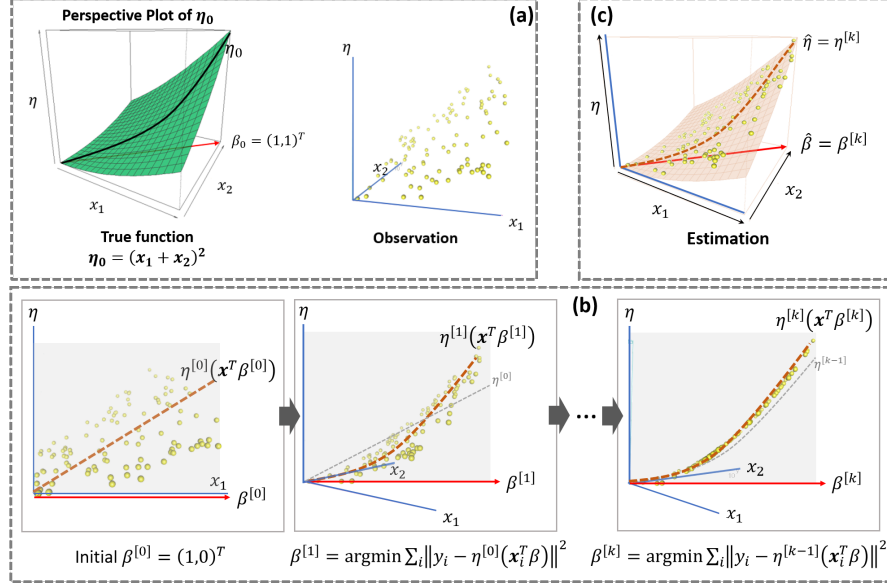 Perspective Plot of η₀
(a)
η₀
η
β₀ = (1,1)ᵀ
x₁
x₂
True function
η₀ = (x₁ + x₂)²
η
x₂
x₁
Observation
(c)
η̂ = η^[k]
η
β̂ = β^[k]
x₁
x₂
Estimation
(b)
η
η^[0](xᵀβ^[0])
x₁
β^[0]
Initial β^[0] = (1,0)ᵀ
η
η^[1](xᵀβ^[1])
η^[0]
x₂
β^[1]
x₁
β^[1] = argmin ∑ᵢ‖yᵢ − η^[0](xᵢᵀβ)‖²
...
η
η^[k](xᵀβ^[k])
η^[k−1]
x₂
β^[k]
x₁
β^[k] = argmin ∑ᵢ‖yᵢ − η^[k−1](xᵢᵀβ)‖²